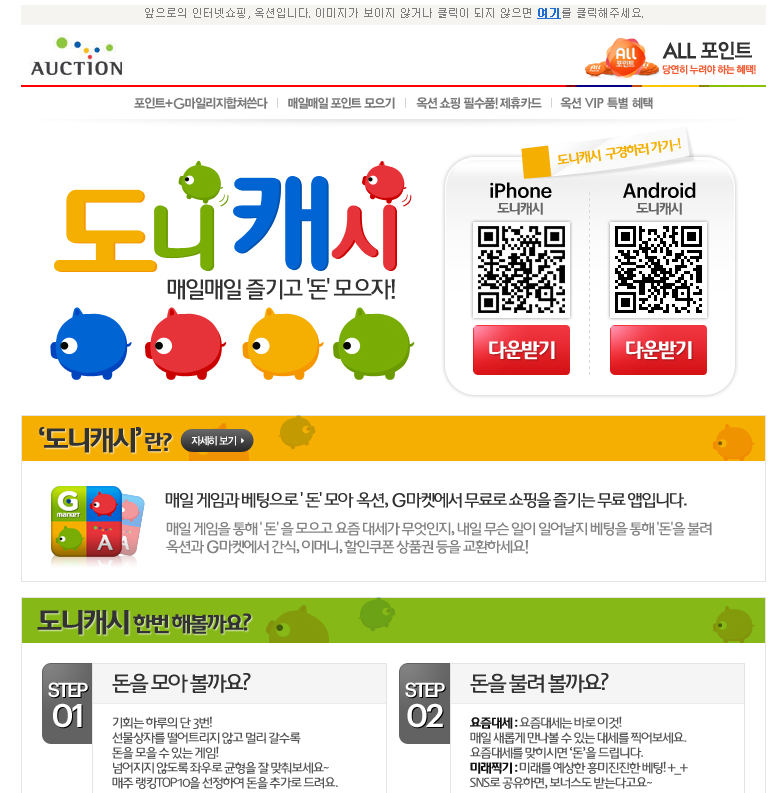 앞으로의 인터넷쇼핑, 옥션입니다. 이미지가 보이지 않거나 클릭이 되지 않으면 여기를 클릭해주세요.
AUCTION
All
포인트
ALL 포인트
당연히 누려야 하는 혜택!
포인트+G마일리지합쳐쓴다
매일매일 포인트 모으기
옥션 쇼핑 필수품! 제휴카드
옥션 VIP 특별 혜택
도니캐시 구경하러 가기~!
도니캐시
매일매일 즐기고 '돈' 모으자!
iPhone
도니캐시
다운받기
Android
도니캐시
다운받기
‘도니캐시’란?
자세히 보기
G
MARKET
A
A
매일 게임과 베팅으로 '돈' 모아 옥션, G마켓에서 무료로 쇼핑을 즐기는 무료 앱입니다.
매일 게임을 통해 '돈'을 모으고 요즘 대세가 무엇인지, 내일 무슨 일이 일어날지 베팅을 통해 '돈'을 불려
옥션과 G마켓에서 간식, 이머니, 할인쿠폰 상품권 등을 교환하세요!
도니캐시 한번 해볼까요?
STEP
01
돈을 모아 볼까요?
기회는 하루의 단 3번!
선물상자를 떨어트리지 않고 멀리 갈수록
돈을 모을 수 있는 게임!
넘어지지 않도록 좌우로 균형을 잘 맞춰보세요~
매주 랭킹TOP10을 선정하여 돈을 추가로 드려요.
STEP
02
돈을 불려 볼까요?
요즘대세 : 요즘대세는 바로 이것!
매일 새롭게 만나볼 수 있는 대세를 찍어보세요.
요즘대세를 맞히시면 ‘돈’을 드립니다.
미래찍기 : 미래를 예상한 흥미진진한 베팅! +_+
SNS로 공유하면, 보너스도 받는다고요~